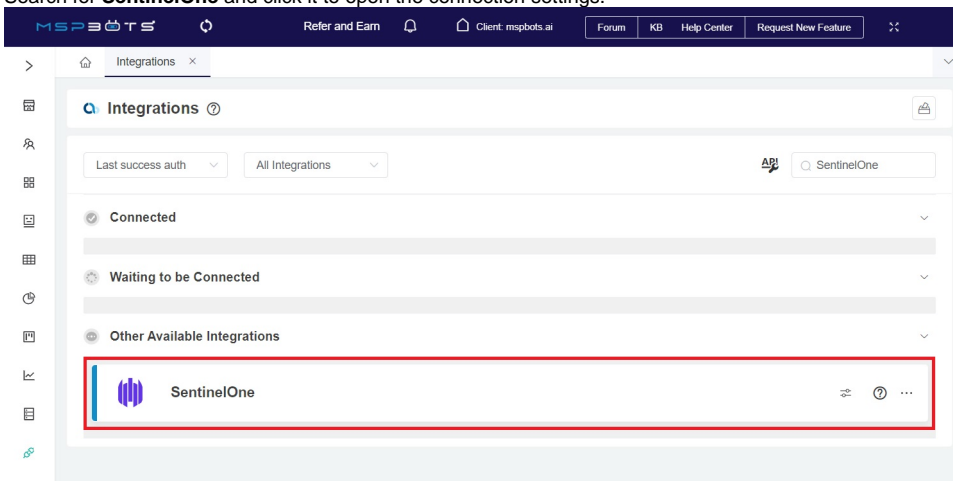 Search for SentinelOne and click it to open the connection settings.
MSPBOTS Refer and Earn Client: mspbots.ai Forum KB Help Center Request New Feature
Integrations ×
Integrations
Last success auth All Integrations API SentinelOne
Connected
Waiting to be Connected
Other Available Integrations
SentinelOne